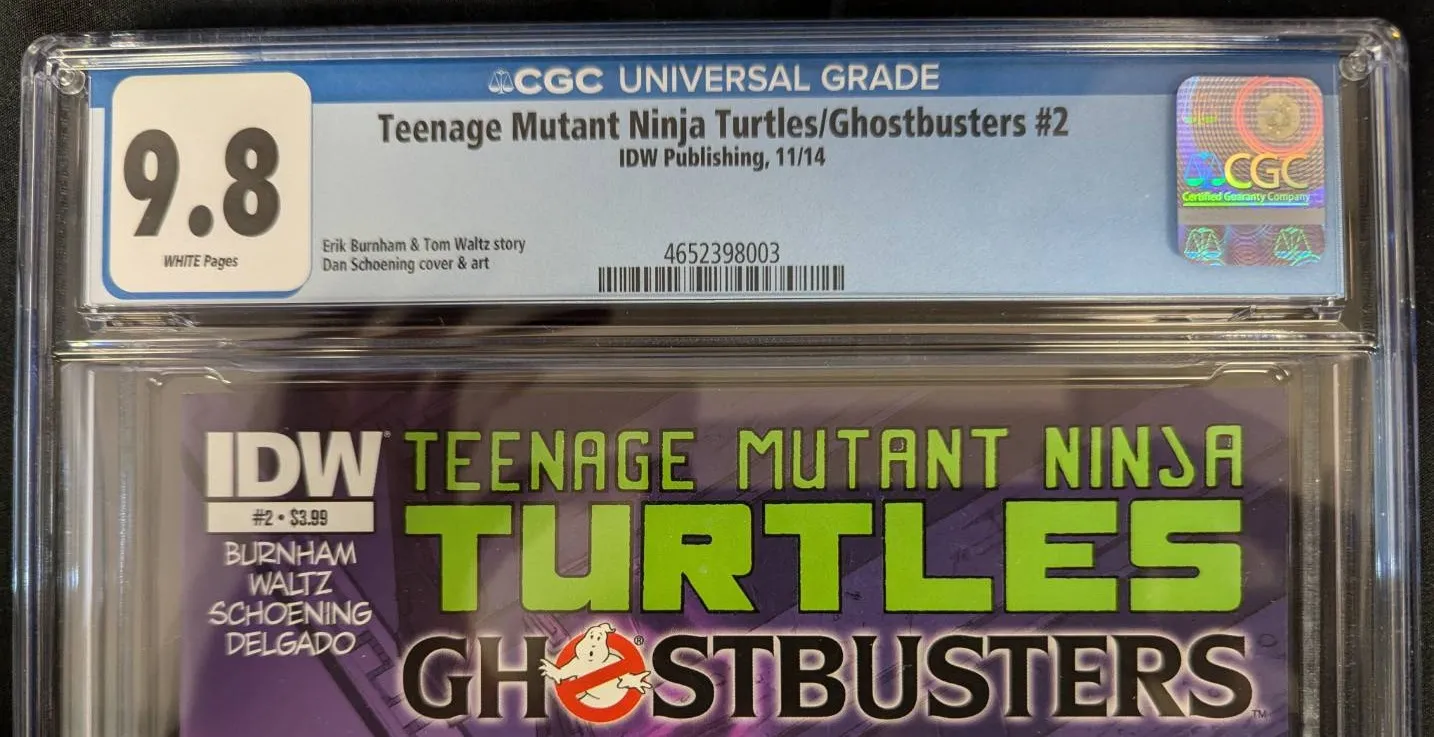 CGC UNIVERSAL GRADE
9.8
WHITE Pages
Teenage Mutant Ninja Turtles/Ghostbusters #2
IDW Publishing, 11/14
Erik Burnham & Tom Waltz story
Dan Schoening cover & art
4652398003
CGC
Certified Guaranty Company
IDW
#2 • $3.99
BURNHAM
WALTZ
SCHOENING
DELGADO
TEENAGE MUTANT NINJA
TURTLES
GHOSTBUSTERS ® ™